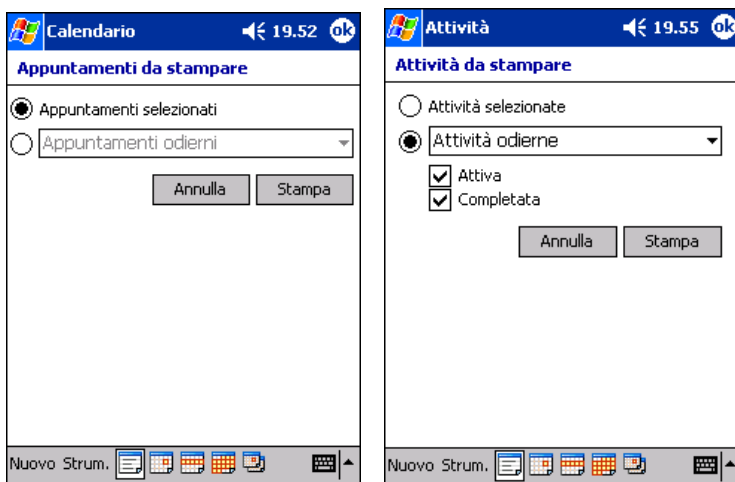 Calendario 19.52 ok
Appuntamenti da stampare
Appuntamenti selezionati
Appuntamenti odierni
Annulla Stampa
Nuovo Strum.
Attività 19.55 ok
Attività da stampare
Attività selezionate
Attività odierne
Attiva
Completata
Annulla Stampa
Nuovo Strum.